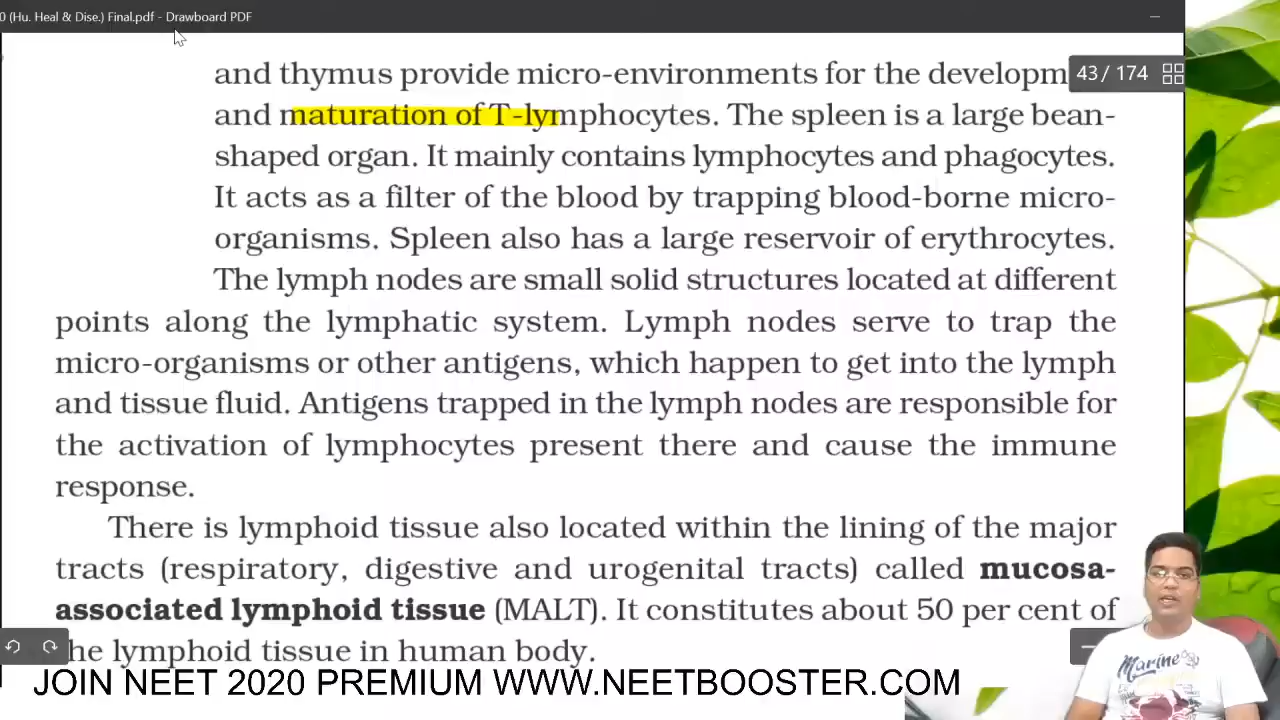 0 (Hu. Heal & Dise.) Final.pdf - Drawboard PDF
43 / 174
and thymus provide micro-environments for the developm
and maturation of T-lymphocytes. The spleen is a large bean-
shaped organ. It mainly contains lymphocytes and phagocytes.
It acts as a filter of the blood by trapping blood-borne micro-
organisms. Spleen also has a large reservoir of erythrocytes.
The lymph nodes are small solid structures located at different
points along the lymphatic system. Lymph nodes serve to trap the
micro-organisms or other antigens, which happen to get into the lymph
and tissue fluid. Antigens trapped in the lymph nodes are responsible for
the activation of lymphocytes present there and cause the immune
response.
There is lymphoid tissue also located within the lining of the major
tracts (respiratory, digestive and urogenital tracts) called mucosa-
associated lymphoid tissue (MALT). It constitutes about 50 per cent of
he lymphoid tissue in human body.
JOIN NEET 2020 PREMIUM WWW.NEETBOOSTER.COM
Marine